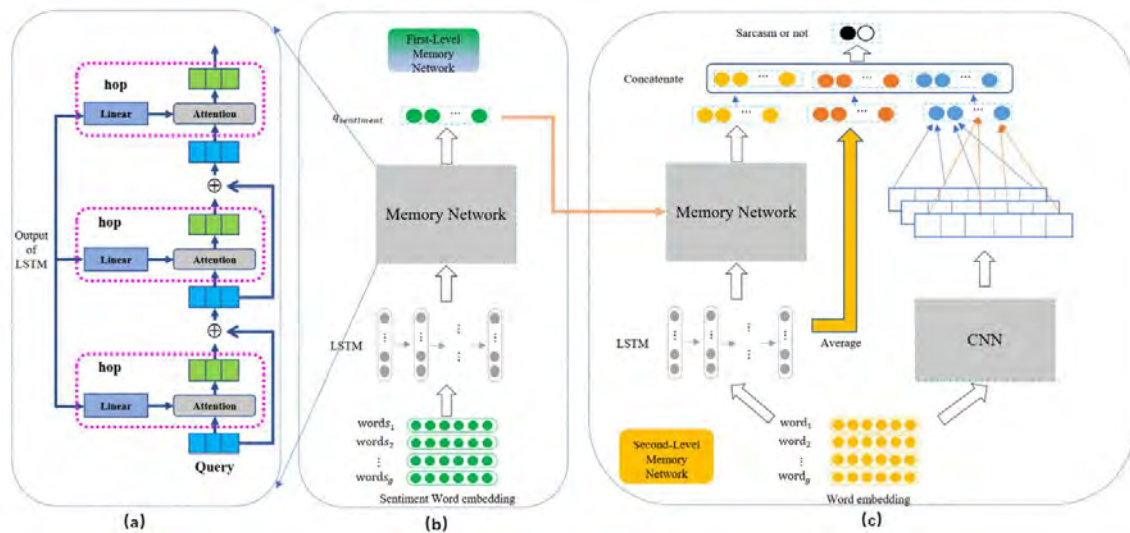 hop
Linear
Attention
hop
Output
of
LSTM
Linear
Attention
hop
Linear
Attention
Query
(a)
First-Level
Memory
Network
q_sentiment
...
Memory Network
LSTM
words_1
words_2
⋮
words_g
Sentiment Word embedding
(b)
Sarcasm or not
Concatenate
...
...
...
...
...
...
Memory Network
LSTM
Average
CNN
Second-Level
Memory
Network
word_1
word_2
⋮
word_g
Word embedding
(c)